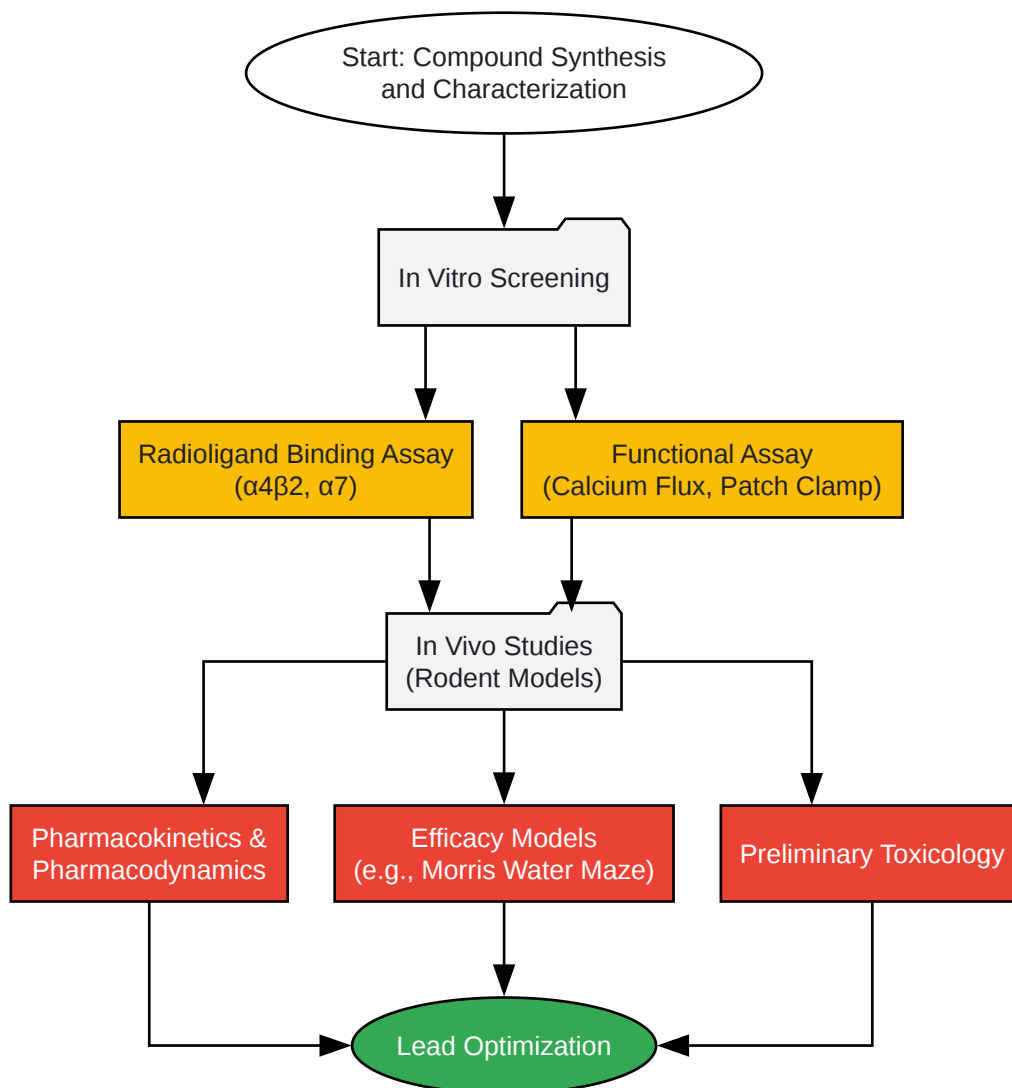 Start: Compound Synthesis
and Characterization
In Vitro Screening
Radioligand Binding Assay
(α4β2, α7)
Functional Assay
(Calcium Flux, Patch Clamp)
In Vivo Studies
(Rodent Models)
Pharmacokinetics &
Pharmacodynamics
Efficacy Models
(e.g., Morris Water Maze)
Preliminary Toxicology
Lead Optimization